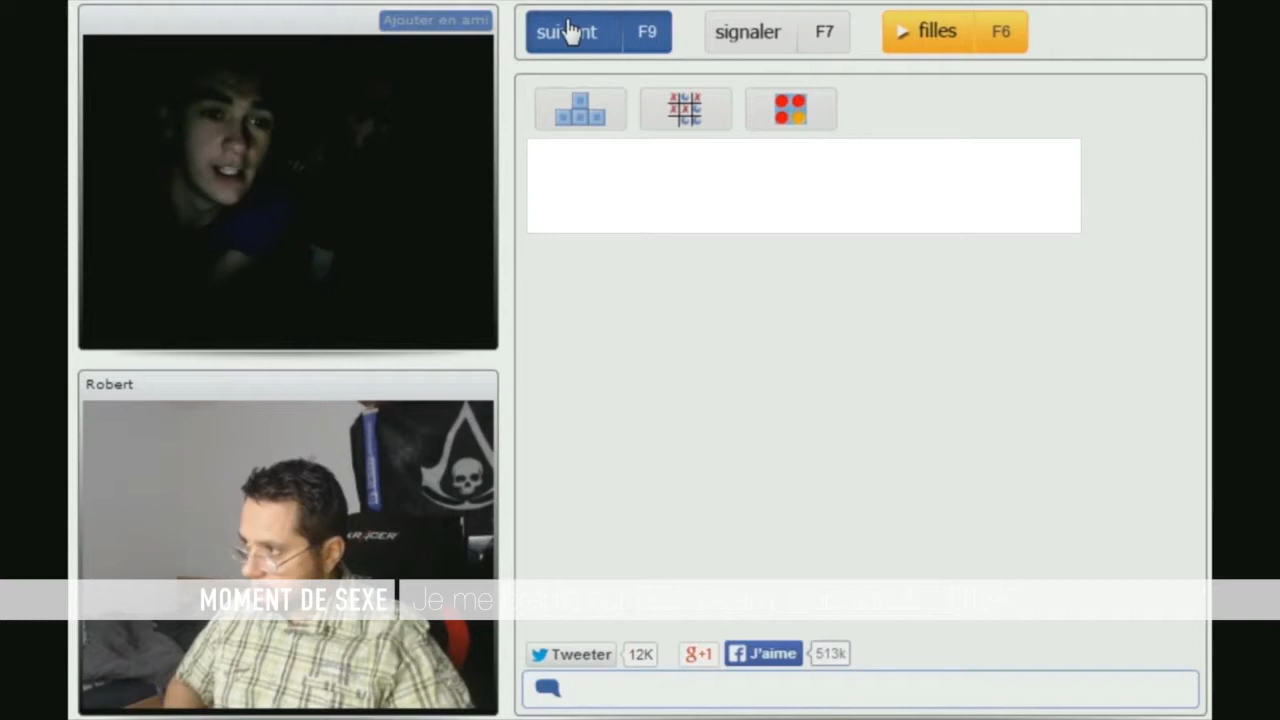 Ajouter en ami
suivant F9
signaler F7
filles F6
Robert
MOMENT DE SEXE
Je me
Tweeter 12K
g+1
J'aime 513k